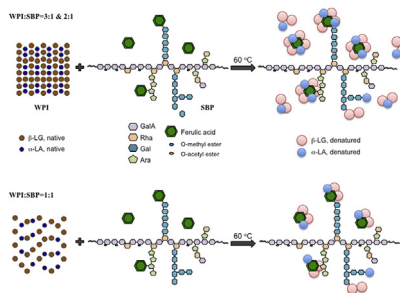 WPI:SBP=3:1 & 2:1
60 °C
WPI
SBP
β-LG, native
α-LA, native
GalA
Rha
Gal
Ara
Ferulic acid
O-methyl ester
O-acetyl ester
β-LG, denatured
α-LA, denatured
WPI:SBP=1:1
60 °C